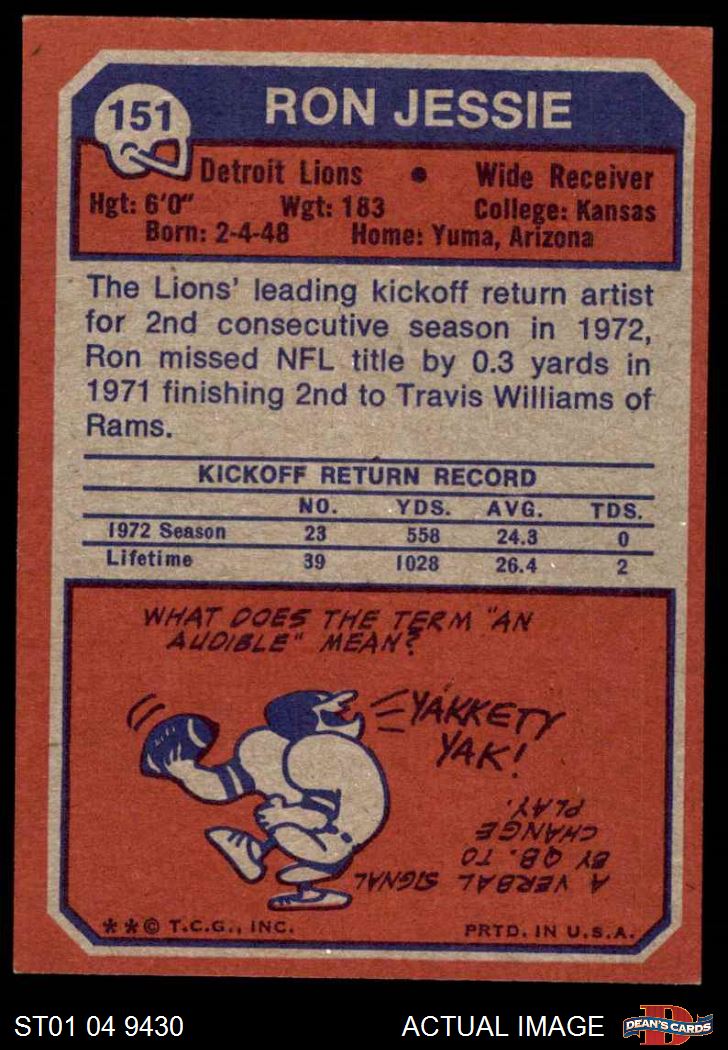 151
RON JESSIE
Detroit Lions • Wide Receiver
Hgt: 6'0" Wgt: 183 College: Kansas
Born: 2-4-48 Home: Yuma, Arizona
The Lions' leading kickoff return artist
for 2nd consecutive season in 1972,
Ron missed NFL title by 0.3 yards in
1971 finishing 2nd to Travis Williams of
Rams.
KICKOFF RETURN RECORD
NO. YDS. AVG. TDS.
1972 Season 23 558 24.3 0
Lifetime 39 1028 26.4 2
WHAT DOES THE TERM "AN
AUDIBLE" MEAN?
YAKKETY
YAK!
A VERBAL SIGNAL
BY QB. TO
CHANGE
PLAY.
**© T.C.G., INC. PRTD. IN U.S.A.
ST01 04 9430 ACTUAL IMAGE
D
DEAN'S CARDS